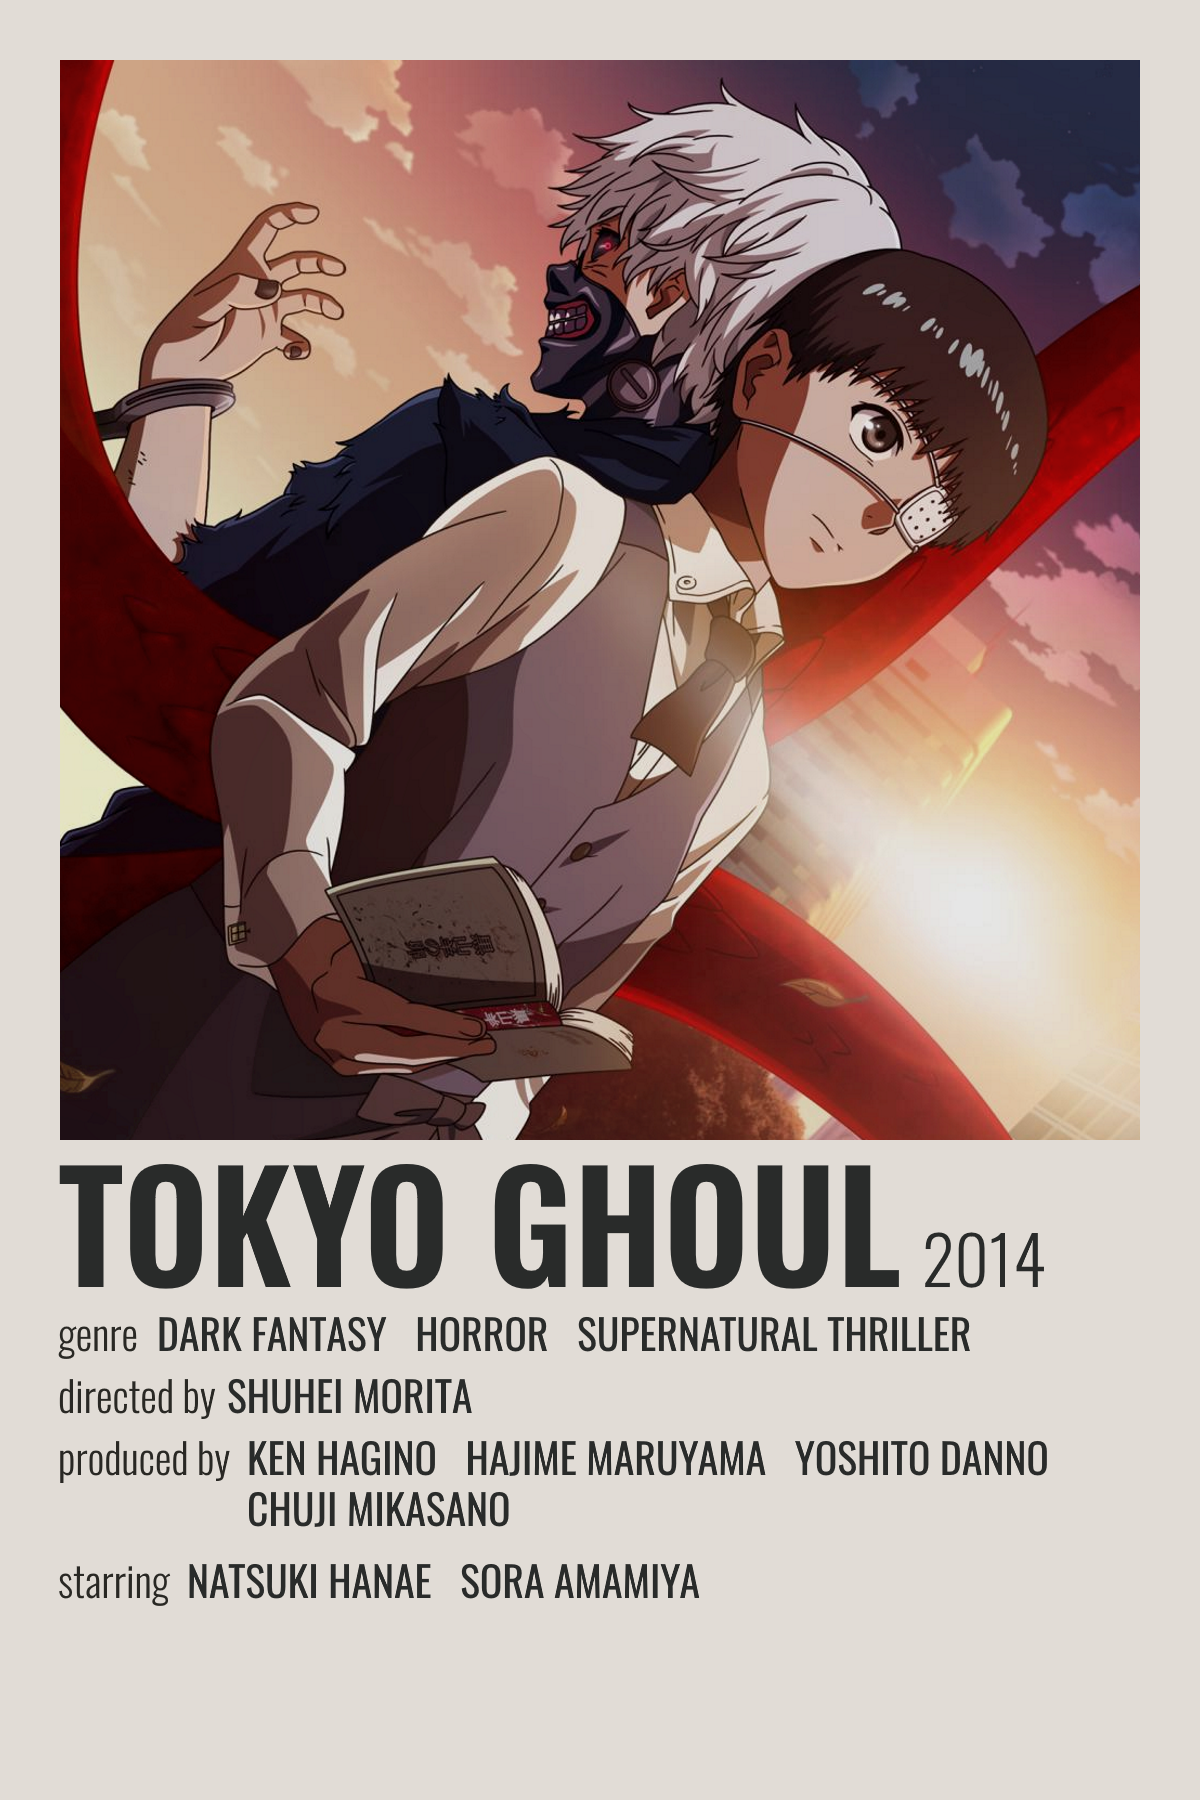 TOKYO GHOUL 2014
genre DARK FANTASY HORROR SUPERNATURAL THRILLER
directed by SHUHEI MORITA
produced by KEN HAGINO HAJIME MARUYAMA YOSHITO DANNO
CHUJI MIKASANO
starring NATSUKI HANAE SORA AMAMIYA